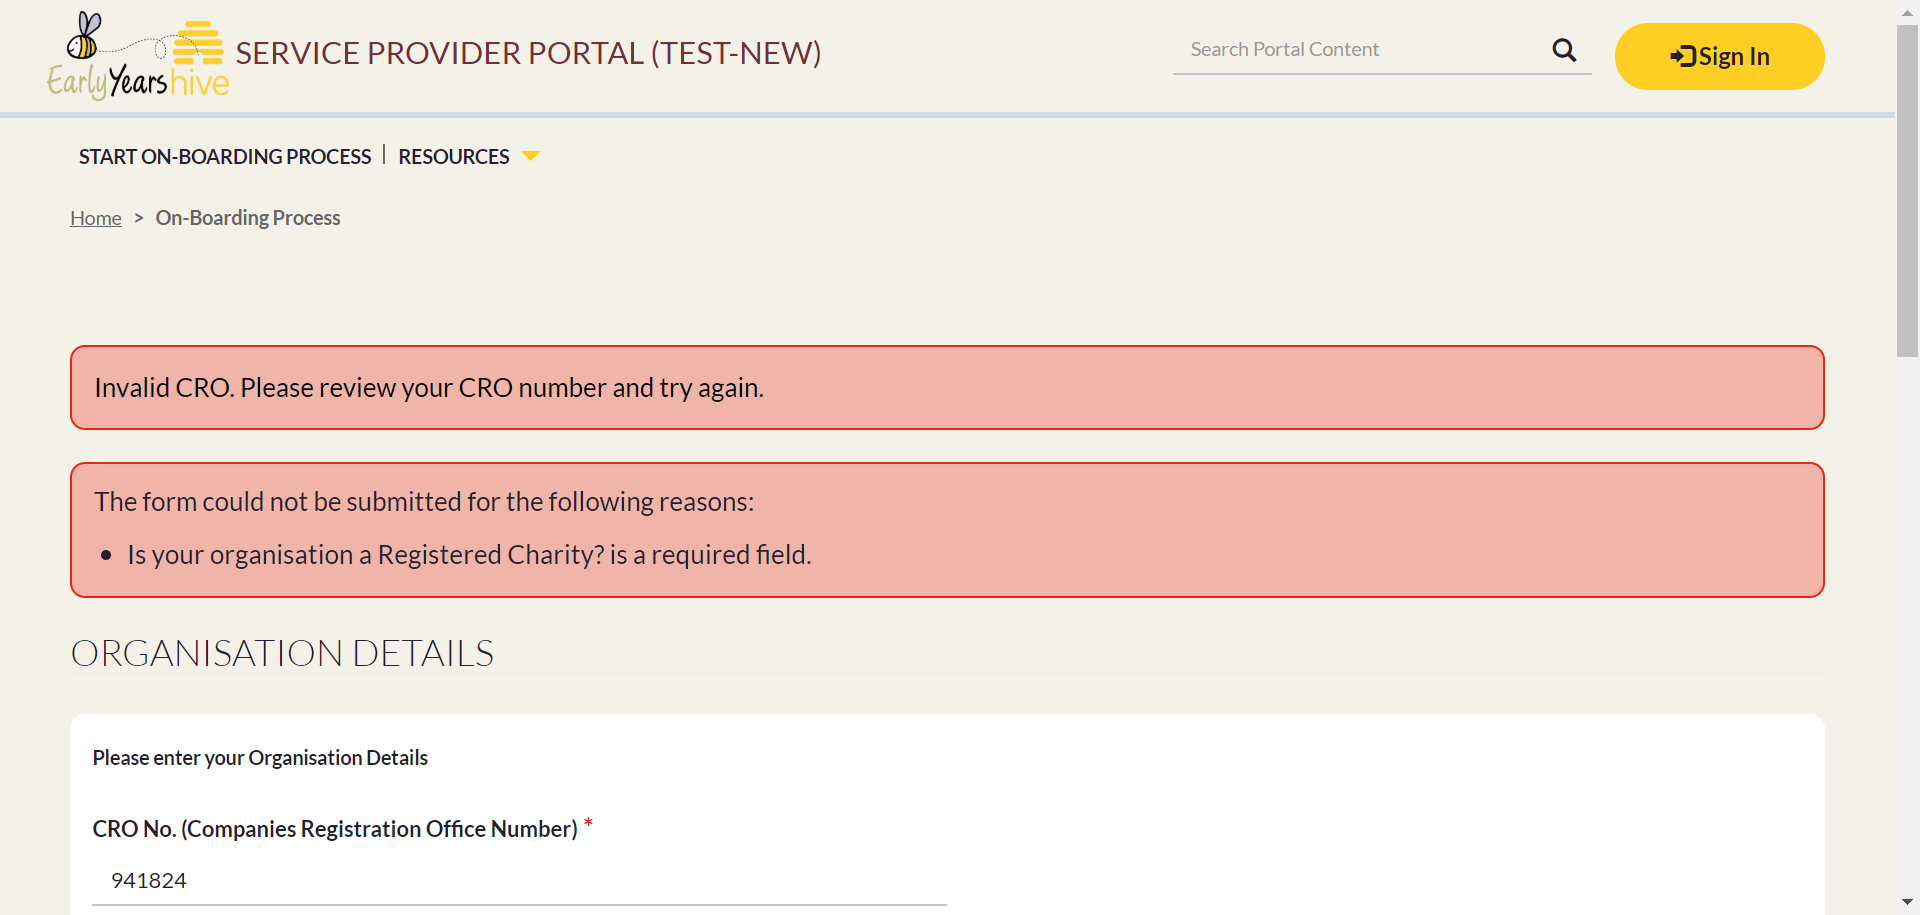 EarlyYearshive
SERVICE PROVIDER PORTAL (TEST-NEW)
Search Portal Content
Sign In
START ON-BOARDING PROCESS
RESOURCES
Home > On-Boarding Process
Invalid CRO. Please review your CRO number and try again.
The form could not be submitted for the following reasons:
• Is your organisation a Registered Charity? is a required field.
ORGANISATION DETAILS
Please enter your Organisation Details
CRO No. (Companies Registration Office Number) *
941824